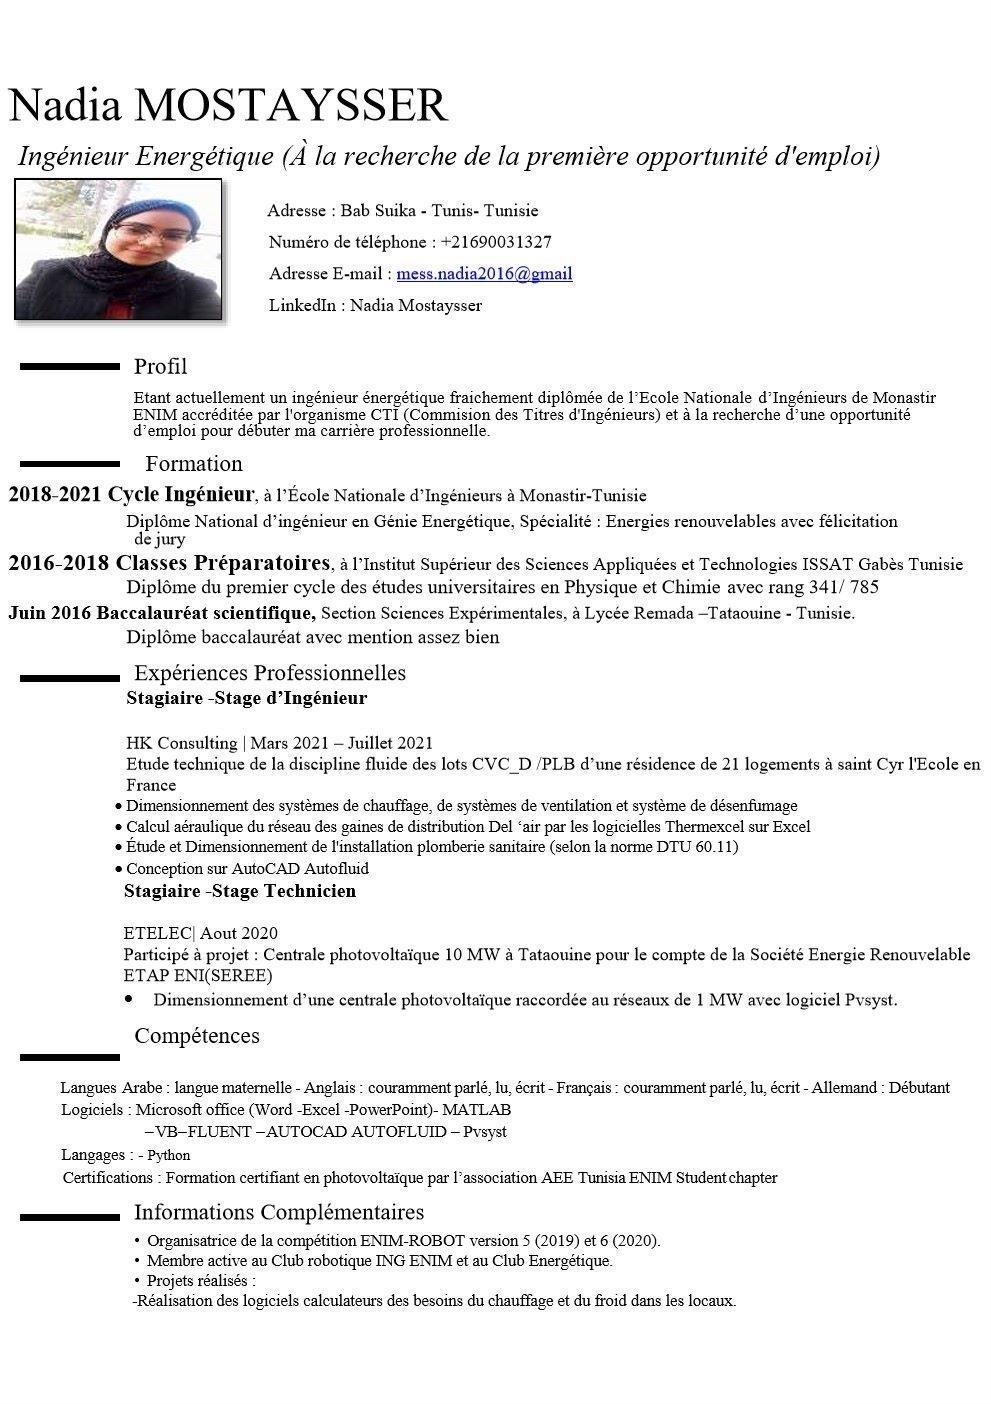 Nadia MOSTAYSSER
Ingénieur Energétique (À la recherche de la première opportunité d'emploi)
Adresse : Bab Suika - Tunis- Tunisie
Numéro de téléphone : +21690031327
Adresse E-mail : mess.nadia2016@gmail
LinkedIn : Nadia Mostaysser
Profil
Etant actuellement un ingénieur énergétique fraichement diplômée de l’Ecole Nationale d’Ingénieurs de Monastir
ENIM accréditée par l'organisme CTI (Commision des Titres d'Ingénieurs) et à la recherche d’une opportunité
d’emploi pour débuter ma carrière professionnelle.
Formation
2018-2021 Cycle Ingénieur, à l’École Nationale d’Ingénieurs à Monastir-Tunisie
Diplôme National d’ingénieur en Génie Energétique, Spécialité : Energies renouvelables avec félicitation
de jury
2016-2018 Classes Préparatoires, à l’Institut Supérieur des Sciences Appliquées et Technologies ISSAT Gabès Tunisie
Diplôme du premier cycle des études universitaires en Physique et Chimie avec rang 341/ 785
Juin 2016 Baccalauréat scientifique, Section Sciences Expérimentales, à Lycée Remada –Tataouine - Tunisie.
Diplôme baccalauréat avec mention assez bien
Expériences Professionnelles
Stagiaire -Stage d’Ingénieur
HK Consulting | Mars 2021 – Juillet 2021
Etude technique de la discipline fluide des lots CVC_D /PLB d’une résidence de 21 logements à saint Cyr l'Ecole en
France
• Dimensionnement des systèmes de chauffage, de systèmes de ventilation et système de désenfumage
• Calcul aéraulique du réseau des gaines de distribution Del ‘air par les logicielles Thermexcel sur Excel
• Étude et Dimensionnement de l'installation plomberie sanitaire (selon la norme DTU 60.11)
• Conception sur AutoCAD Autofluid
Stagiaire -Stage Technicien
ETELEC| Aout 2020
Participé à projet : Centrale photovoltaïque 10 MW à Tataouine pour le compte de la Société Energie Renouvelable
ETAP ENI(SEREE)
• Dimensionnement d’une centrale photovoltaïque raccordée au réseaux de 1 MW avec logiciel Pvsyst.
Compétences
Langues Arabe : langue maternelle - Anglais : couramment parlé, lu, écrit - Français : couramment parlé, lu, écrit - Allemand : Débutant
Logiciels : Microsoft office (Word -Excel -PowerPoint)- MATLAB
–VB–FLUENT –AUTOCAD AUTOFLUID – Pvsyst
Langages : - Python
Certifications : Formation certifiant en photovoltaïque par l’association AEE Tunisia ENIM Student chapter
Informations Complémentaires
• Organisatrice de la compétition ENIM-ROBOT version 5 (2019) et 6 (2020).
• Membre active au Club robotique ING ENIM et au Club Energétique.
• Projets réalisés :
-Réalisation des logiciels calculateurs des besoins du chauffage et du froid dans les locaux.